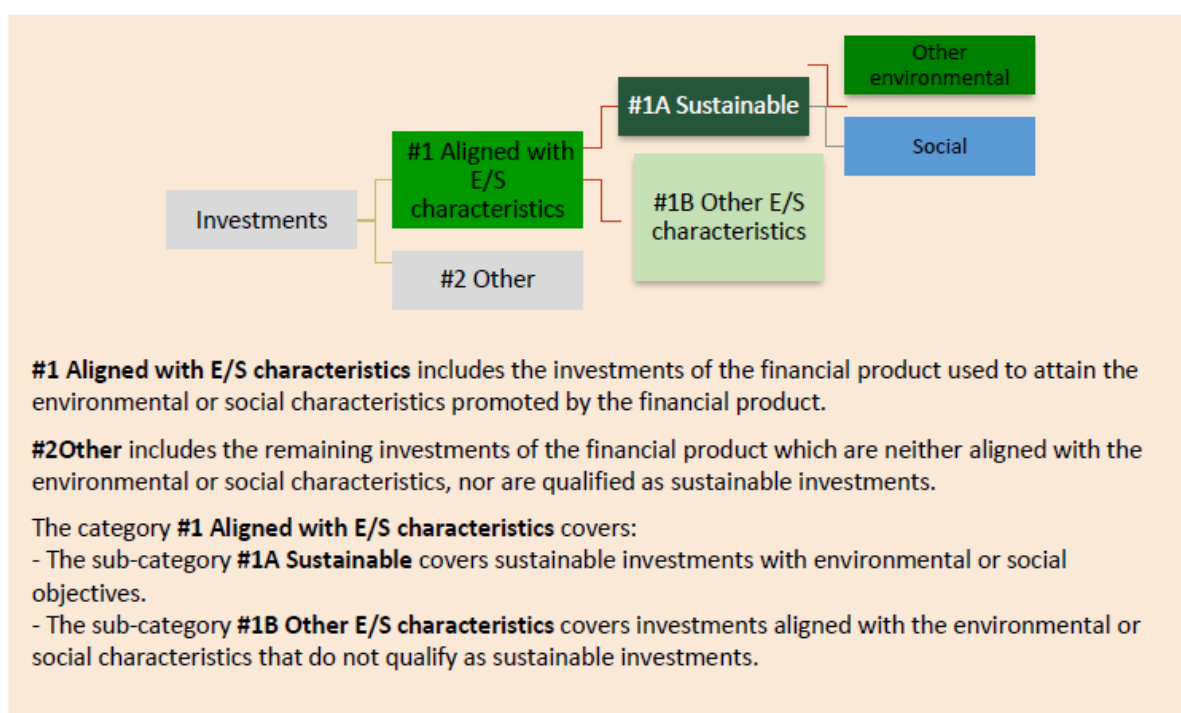 Other
environmental
#1A Sustainable
#1 Aligned with
E/S
characteristics
Social
#1B Other E/S
characteristics
Investments
#2 Other
#1 Aligned with E/S characteristics includes the investments of the financial product used to attain the
environmental or social characteristics promoted by the financial product.
#2Other includes the remaining investments of the financial product which are neither aligned with the
environmental or social characteristics, nor are qualified as sustainable investments.
The category #1 Aligned with E/S characteristics covers:
- The sub-category #1A Sustainable covers sustainable investments with environmental or social
objectives.
- The sub-category #1B Other E/S characteristics covers investments aligned with the environmental or
social characteristics that do not qualify as sustainable investments.